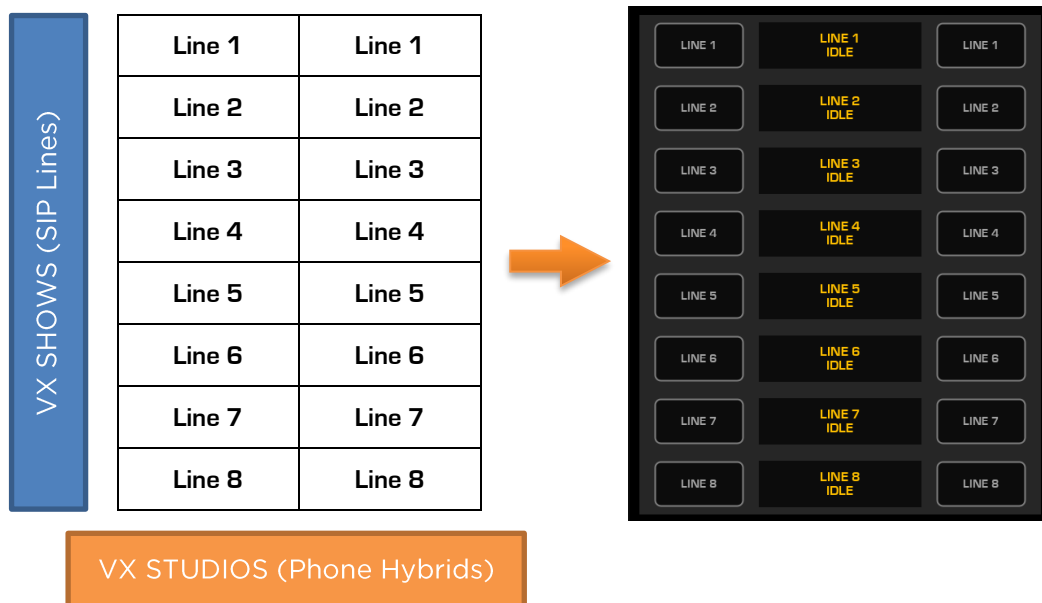 VX SHOWS (SIP Lines)
Line 1 Line 1
Line 2 Line 2
Line 3 Line 3
Line 4 Line 4
Line 5 Line 5
Line 6 Line 6
Line 7 Line 7
Line 8 Line 8
VX STUDIOS (Phone Hybrids)
LINE 1 LINE 1 LINE 1
IDLE
LINE 2 LINE 2 LINE 2
IDLE
LINE 3 LINE 3 LINE 3
IDLE
LINE 4 LINE 4 LINE 4
IDLE
LINE 5 LINE 5 LINE 5
IDLE
LINE 6 LINE 6 LINE 6
IDLE
LINE 7 LINE 7 LINE 7
IDLE
LINE 8 LINE 8 LINE 8
IDLE